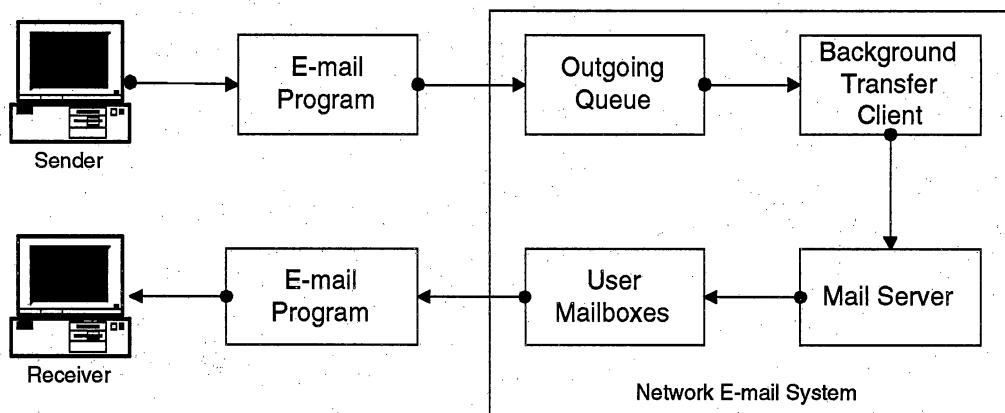 E-mail
Program
Outgoing
Queue
Background
Transfer
Client
Sender
E-mail
Program
User
Mailboxes
Mail Server
Receiver
Network E-mail System